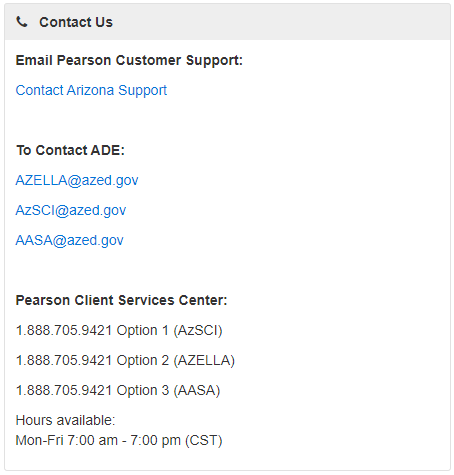 Contact Us
Email Pearson Customer Support:
Contact Arizona Support
To Contact ADE:
AZELLA@azed.gov
AzSCI@azed.gov
AASA@azed.gov
Pearson Client Services Center:
1.888.705.9421 Option 1 (AzSCI)
1.888.705.9421 Option 2 (AZELLA)
1.888.705.9421 Option 3 (AASA)
Hours available:
Mon-Fri 7:00 am - 7:00 pm (CST)